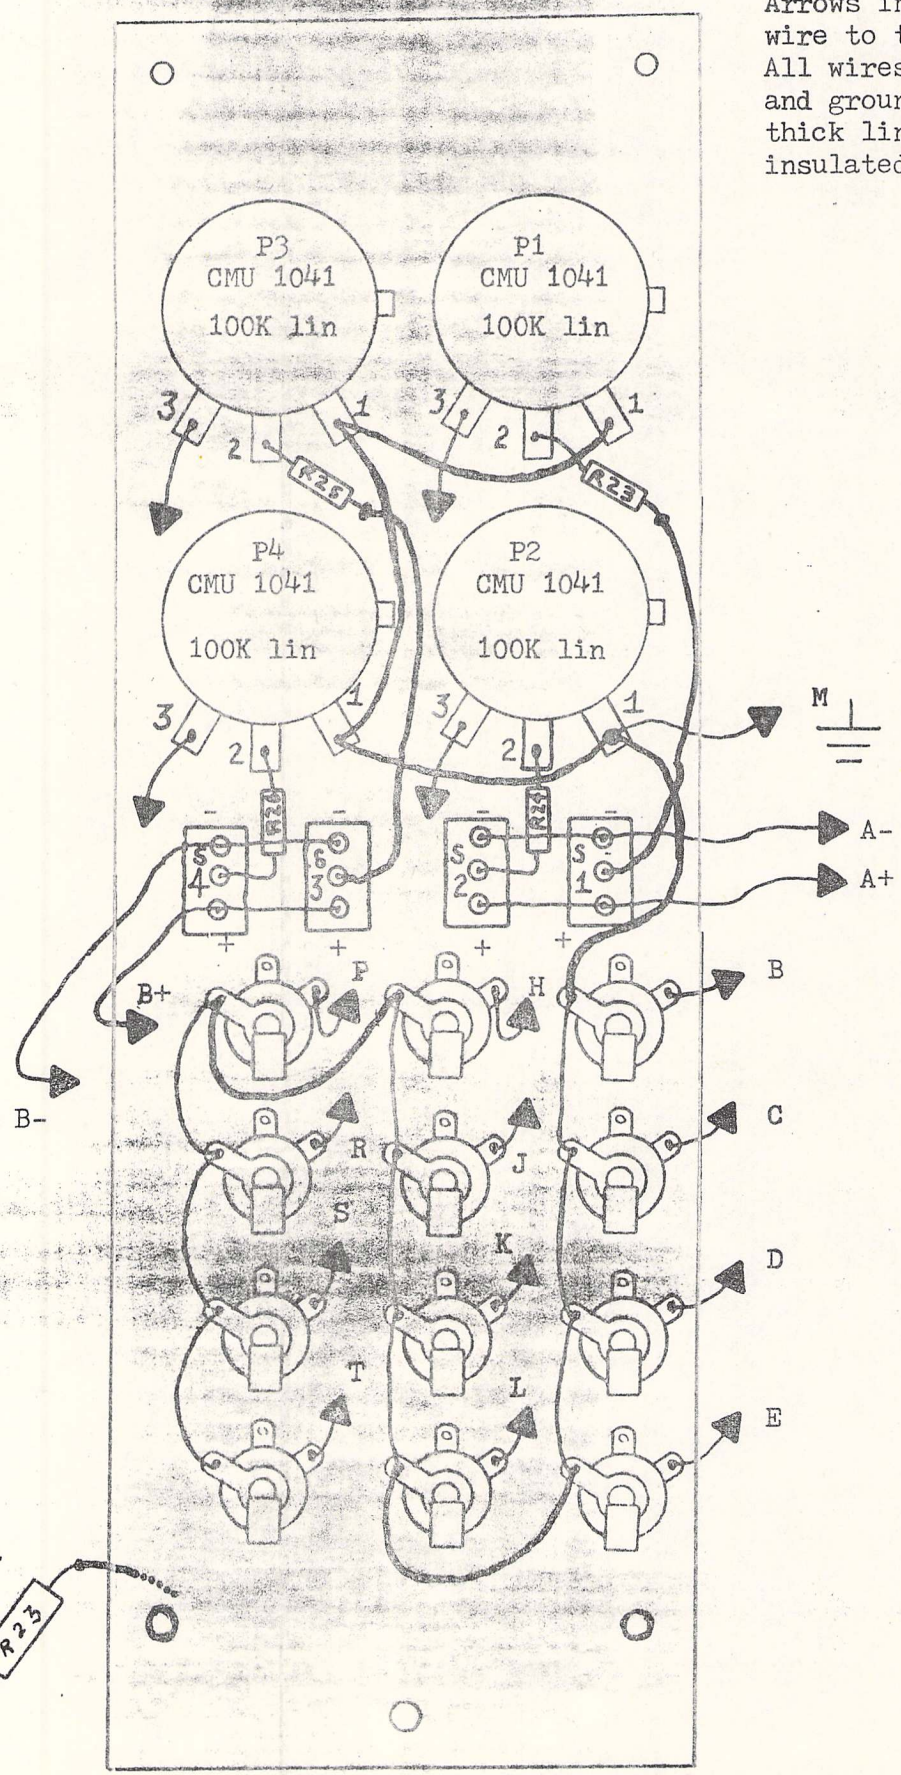 Arrows in
wire to t
All wires
and groun
thick lin
insulated
P3
CMU 1041
100K lin
P1
CMU 1041
100K lin
3
2
1
3
2
1
R25
R23
P4
CMU 1041
100K lin
P2
CMU 1041
100K lin
3
2
1
3
2
1
M
R26
R24
-
-
-
-
S
4
S
3
S
2
S
1
A-
A+
+
+
+
+
B+
P
H
B
B-
R
J
C
S
K
D
T
L
E
R23